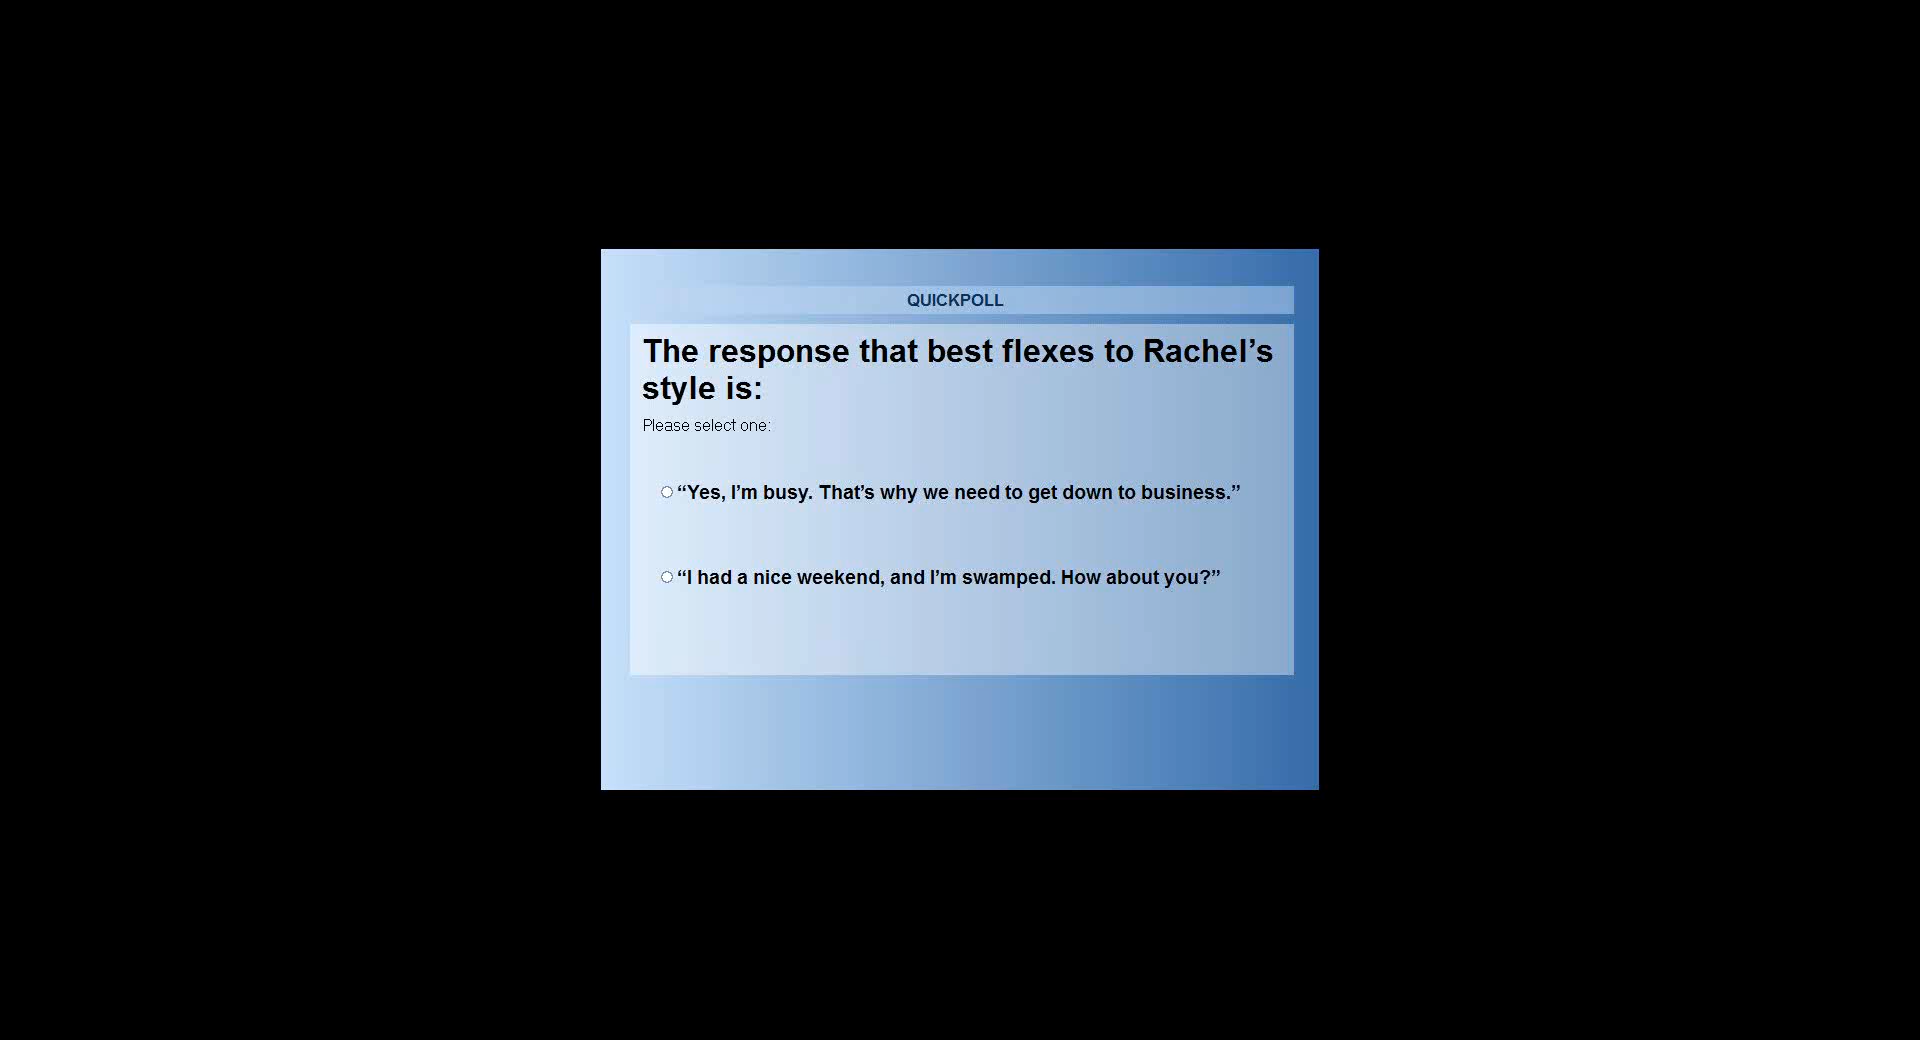 QUICKPOLL
The response that best flexes to Rachel’s
style is:
Please select one:
“Yes, I’m busy. That’s why we need to get down to business.”
“I had a nice weekend, and I’m swamped. How about you?”